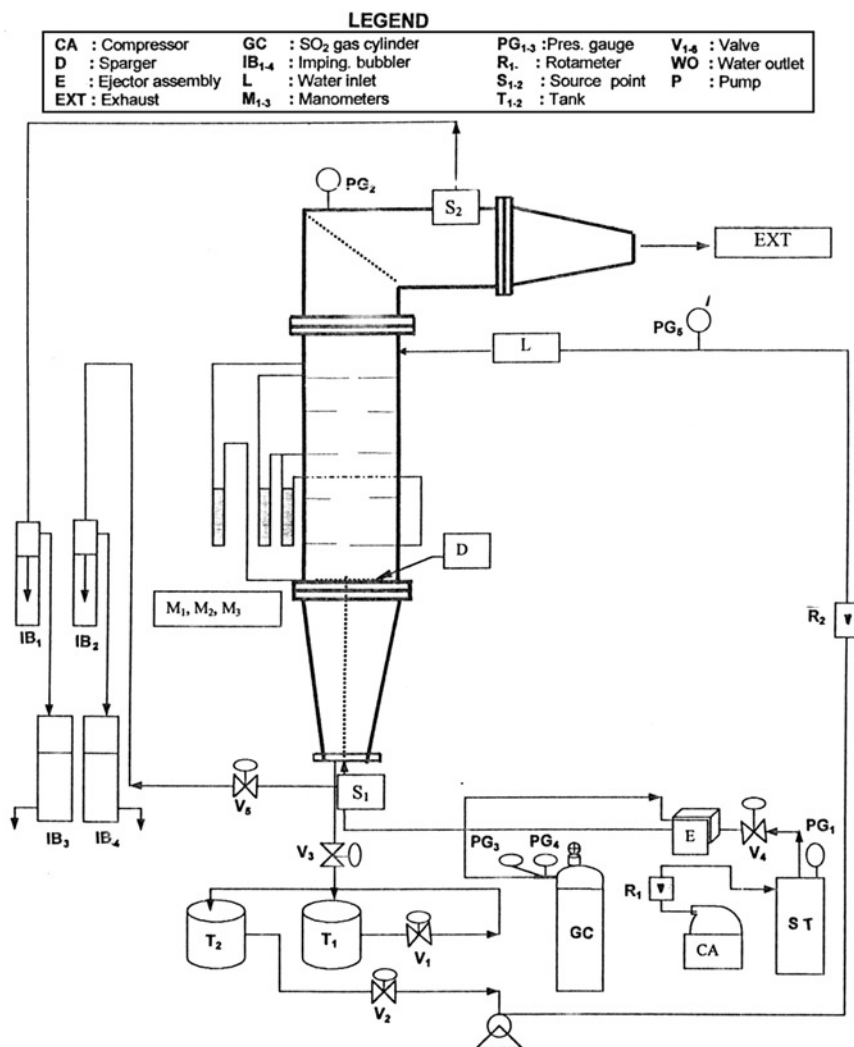 LEGEND
CA : Compressor GC : SO₂ gas cylinder PG₁₋₃ : Pres. gauge V₁₋₆ : Valve
D : Sparger IB₁₋₄ : Imping. bubbler R₁. : Rotameter WO : Water outlet
E : Ejector assembly L : Water inlet S₁₋₂ : Source point P : Pump
EXT : Exhaust M₁₋₃ : Manometers T₁₋₂ : Tank
PG₂
S₂
EXT
PG₅
L
D
M₁, M₂, M₃
R₂
IB₁
IB₂
S₁
V₅
IB₃
IB₄
V₃
PG₃
PG₄
E
V₄
PG₁
R₁
T₂
T₁
V₁
GC
CA
S T
V₂